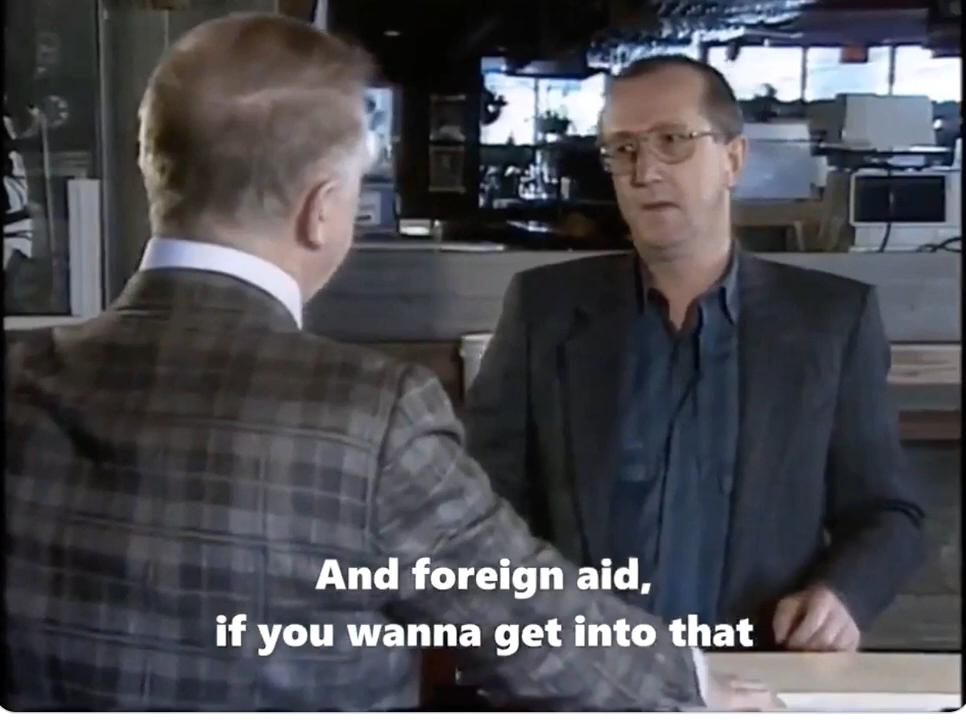 And foreign aid,
if you wanna get into that